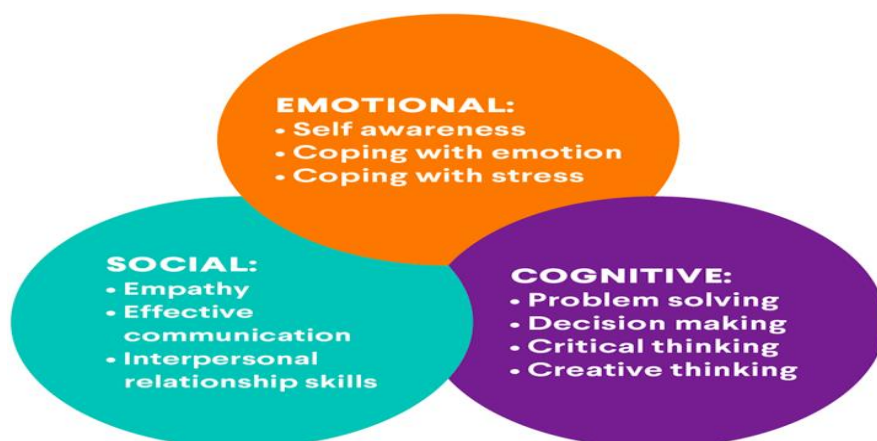 EMOTIONAL:
• Self awareness
• Coping with emotion
• Coping with stress
SOCIAL:
• Empathy
• Effective
communication
• Interpersonal
relationship skills
COGNITIVE:
• Problem solving
• Decision making
• Critical thinking
• Creative thinking